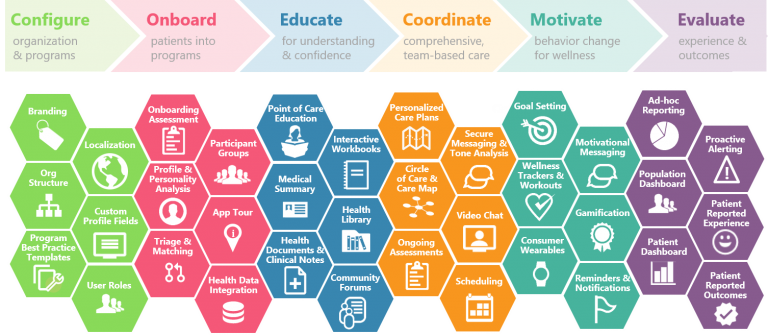 Configure
organization
& programs
Onboard
patients into
programs
Educate
for understanding
& confidence
Coordinate
comprehensive,
team-based care
Motivate
behavior change
for wellness
Evaluate
experience &
outcomes
Branding
Org
Structure
Program
Best Practice
Templates
Localization
Custom
Profile Fields
User Roles
Onboarding
Assessment
Profile &
Personality
Analysis
Triage &
Matching
Participant
Groups
App Tour
Health Data
Integration
Point of Care
Education
Medical
Summary
Health
Documents &
Clinical Notes
Interactive
Workbooks
Health
Library
Community
Forums
Personalized
Care Plans
Circle
of Care &
Care Map
Ongoing
Assessments
Secure
Messaging &
Tone Analysis
Video Chat
Scheduling
Goal Setting
Wellness
Trackers &
Workouts
Consumer
Wearables
Motivational
Messaging
Gamification
Reminders &
Notifications
Ad-hoc
Reporting
Population
Dashboard
Patient
Dashboard
Proactive
Alerting
Patient
Reported
Experience
Patient
Reported
Outcomes